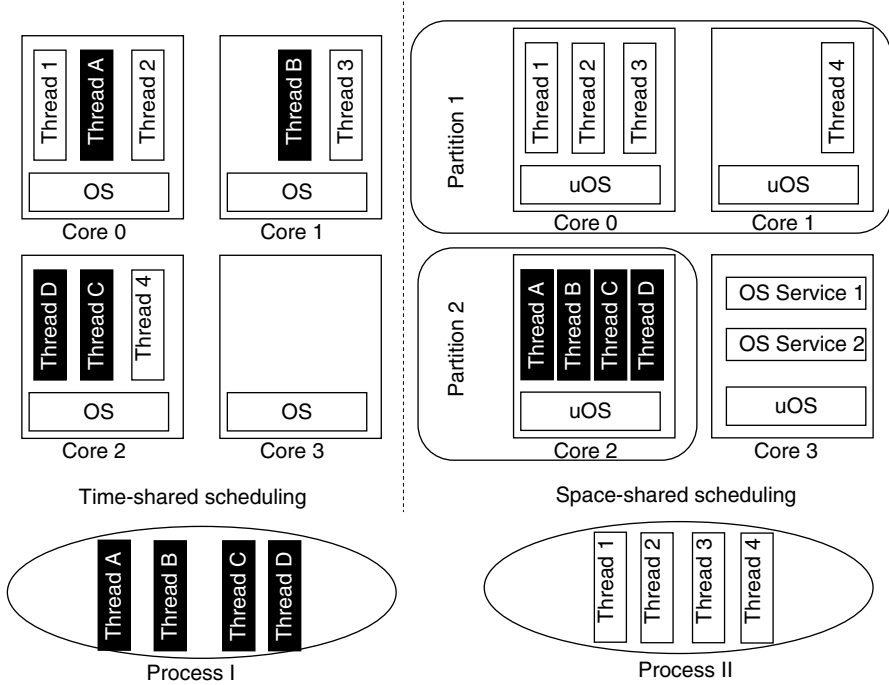 Thread 1
Thread A
Thread 2
OS
Core 0
Thread B
Thread 3
OS
Core 1
Thread D
Thread C
Thread 4
OS
Core 2
OS
Core 3
Time-shared scheduling
Partition 1
Thread 1
Thread 2
Thread 3
uOS
Core 0
Thread 4
uOS
Core 1
Partition 2
Thread A
Thread B
Thread C
Thread D
uOS
Core 2
OS Service 1
OS Service 2
uOS
Core 3
Space-shared scheduling
Thread A
Thread B
Thread C
Thread D
Process I
Thread 1
Thread 2
Thread 3
Thread 4
Process II